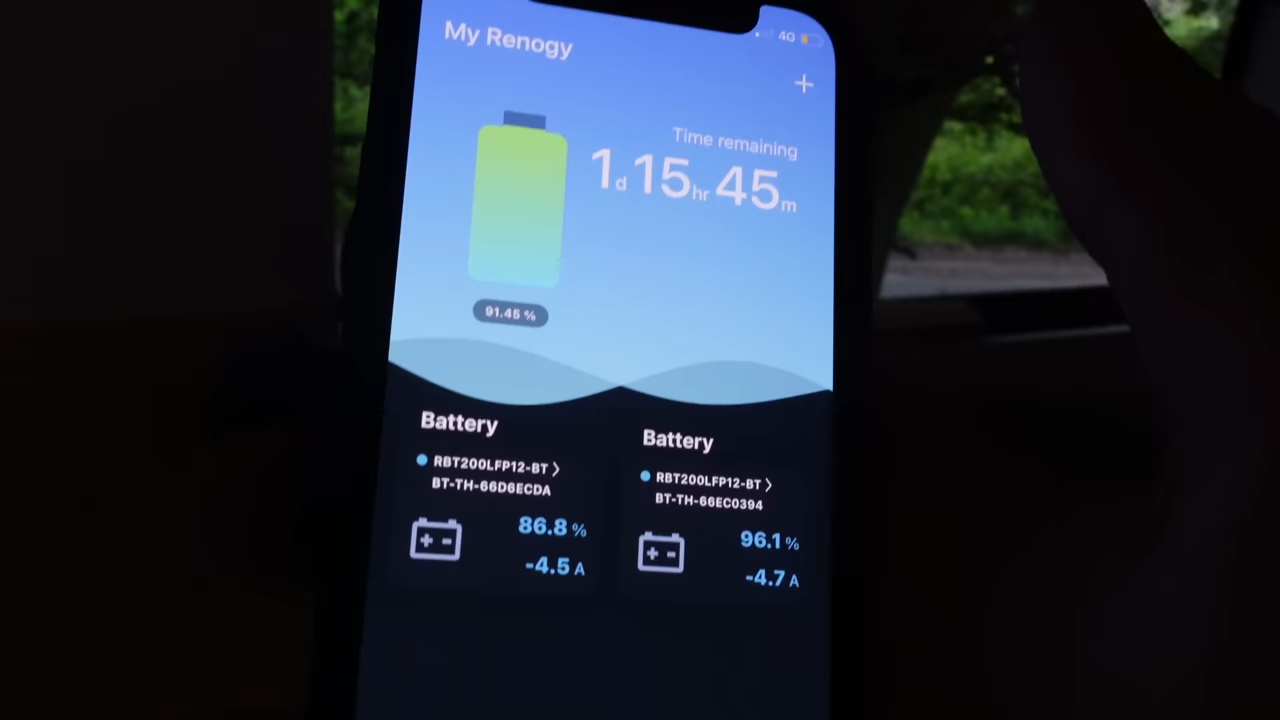 My Renogy
4G
+
Time remaining
1d 15hr 45m
91.45 %
Battery
RBT200LFP12-BT >
BT-TH-66D6ECDA
86.8 %
-4.5 A
Battery
RBT200LFP12-BT >
BT-TH-66EC0394
96.1 %
-4.7 A